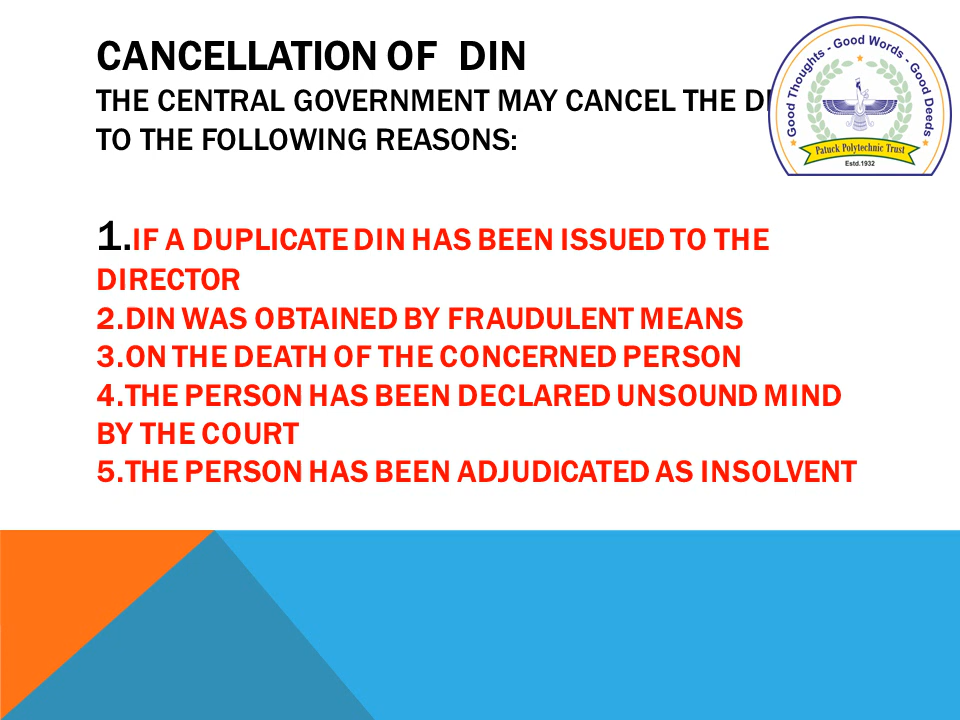 CANCELLATION OF DIN
THE CENTRAL GOVERNMENT MAY CANCEL THE
TO THE FOLLOWING REASONS:
1.IF A DUPLICATE DIN HAS BEEN ISSUED TO THE
DIRECTOR
2.DIN WAS OBTAINED BY FRAUDULENT MEANS
3.ON THE DEATH OF THE CONCERNED PERSON
4.THE PERSON HAS BEEN DECLARED UNSOUND MIND
BY THE COURT
5.THE PERSON HAS BEEN ADJUDICATED AS INSOLVENT
Good Thoughts - Good Words - Good Deeds
Patuck Polytechnic Trust
Estd.1932